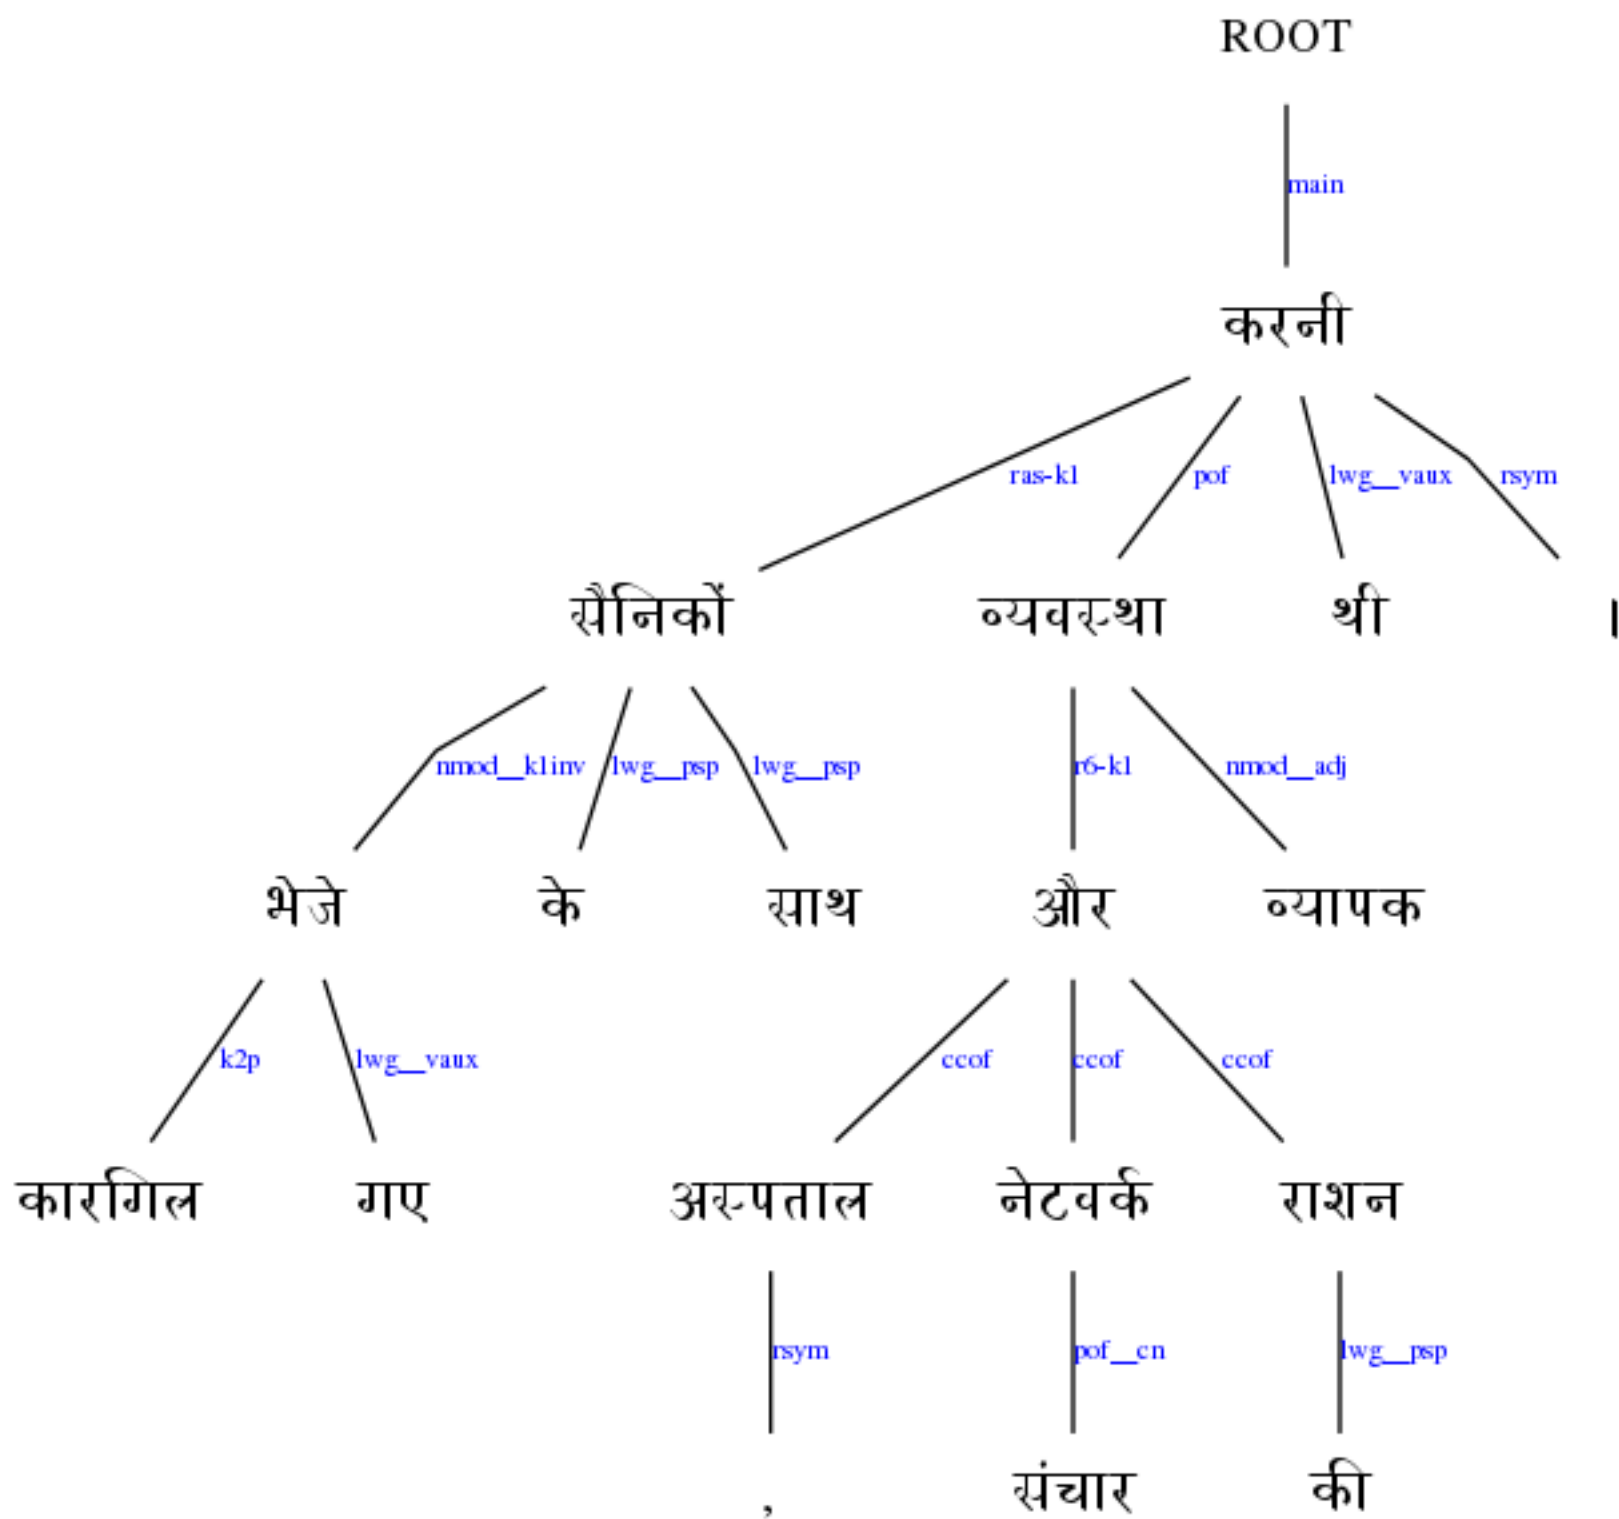 ROOT
main
करनी
ras-k1 pof lwg__vaux rsym
सैनिकों व्यवस्था थी ।
nmod__k1inv lwg__psp lwg__psp r6-k1 nmod__adj
भेजे के साथ और व्यापक
k2p lwg__vaux ccof ccof ccof
कारगिल गए अस्पताल नेटवर्क राशन
rsym pof__cn lwg__psp
, संचार की